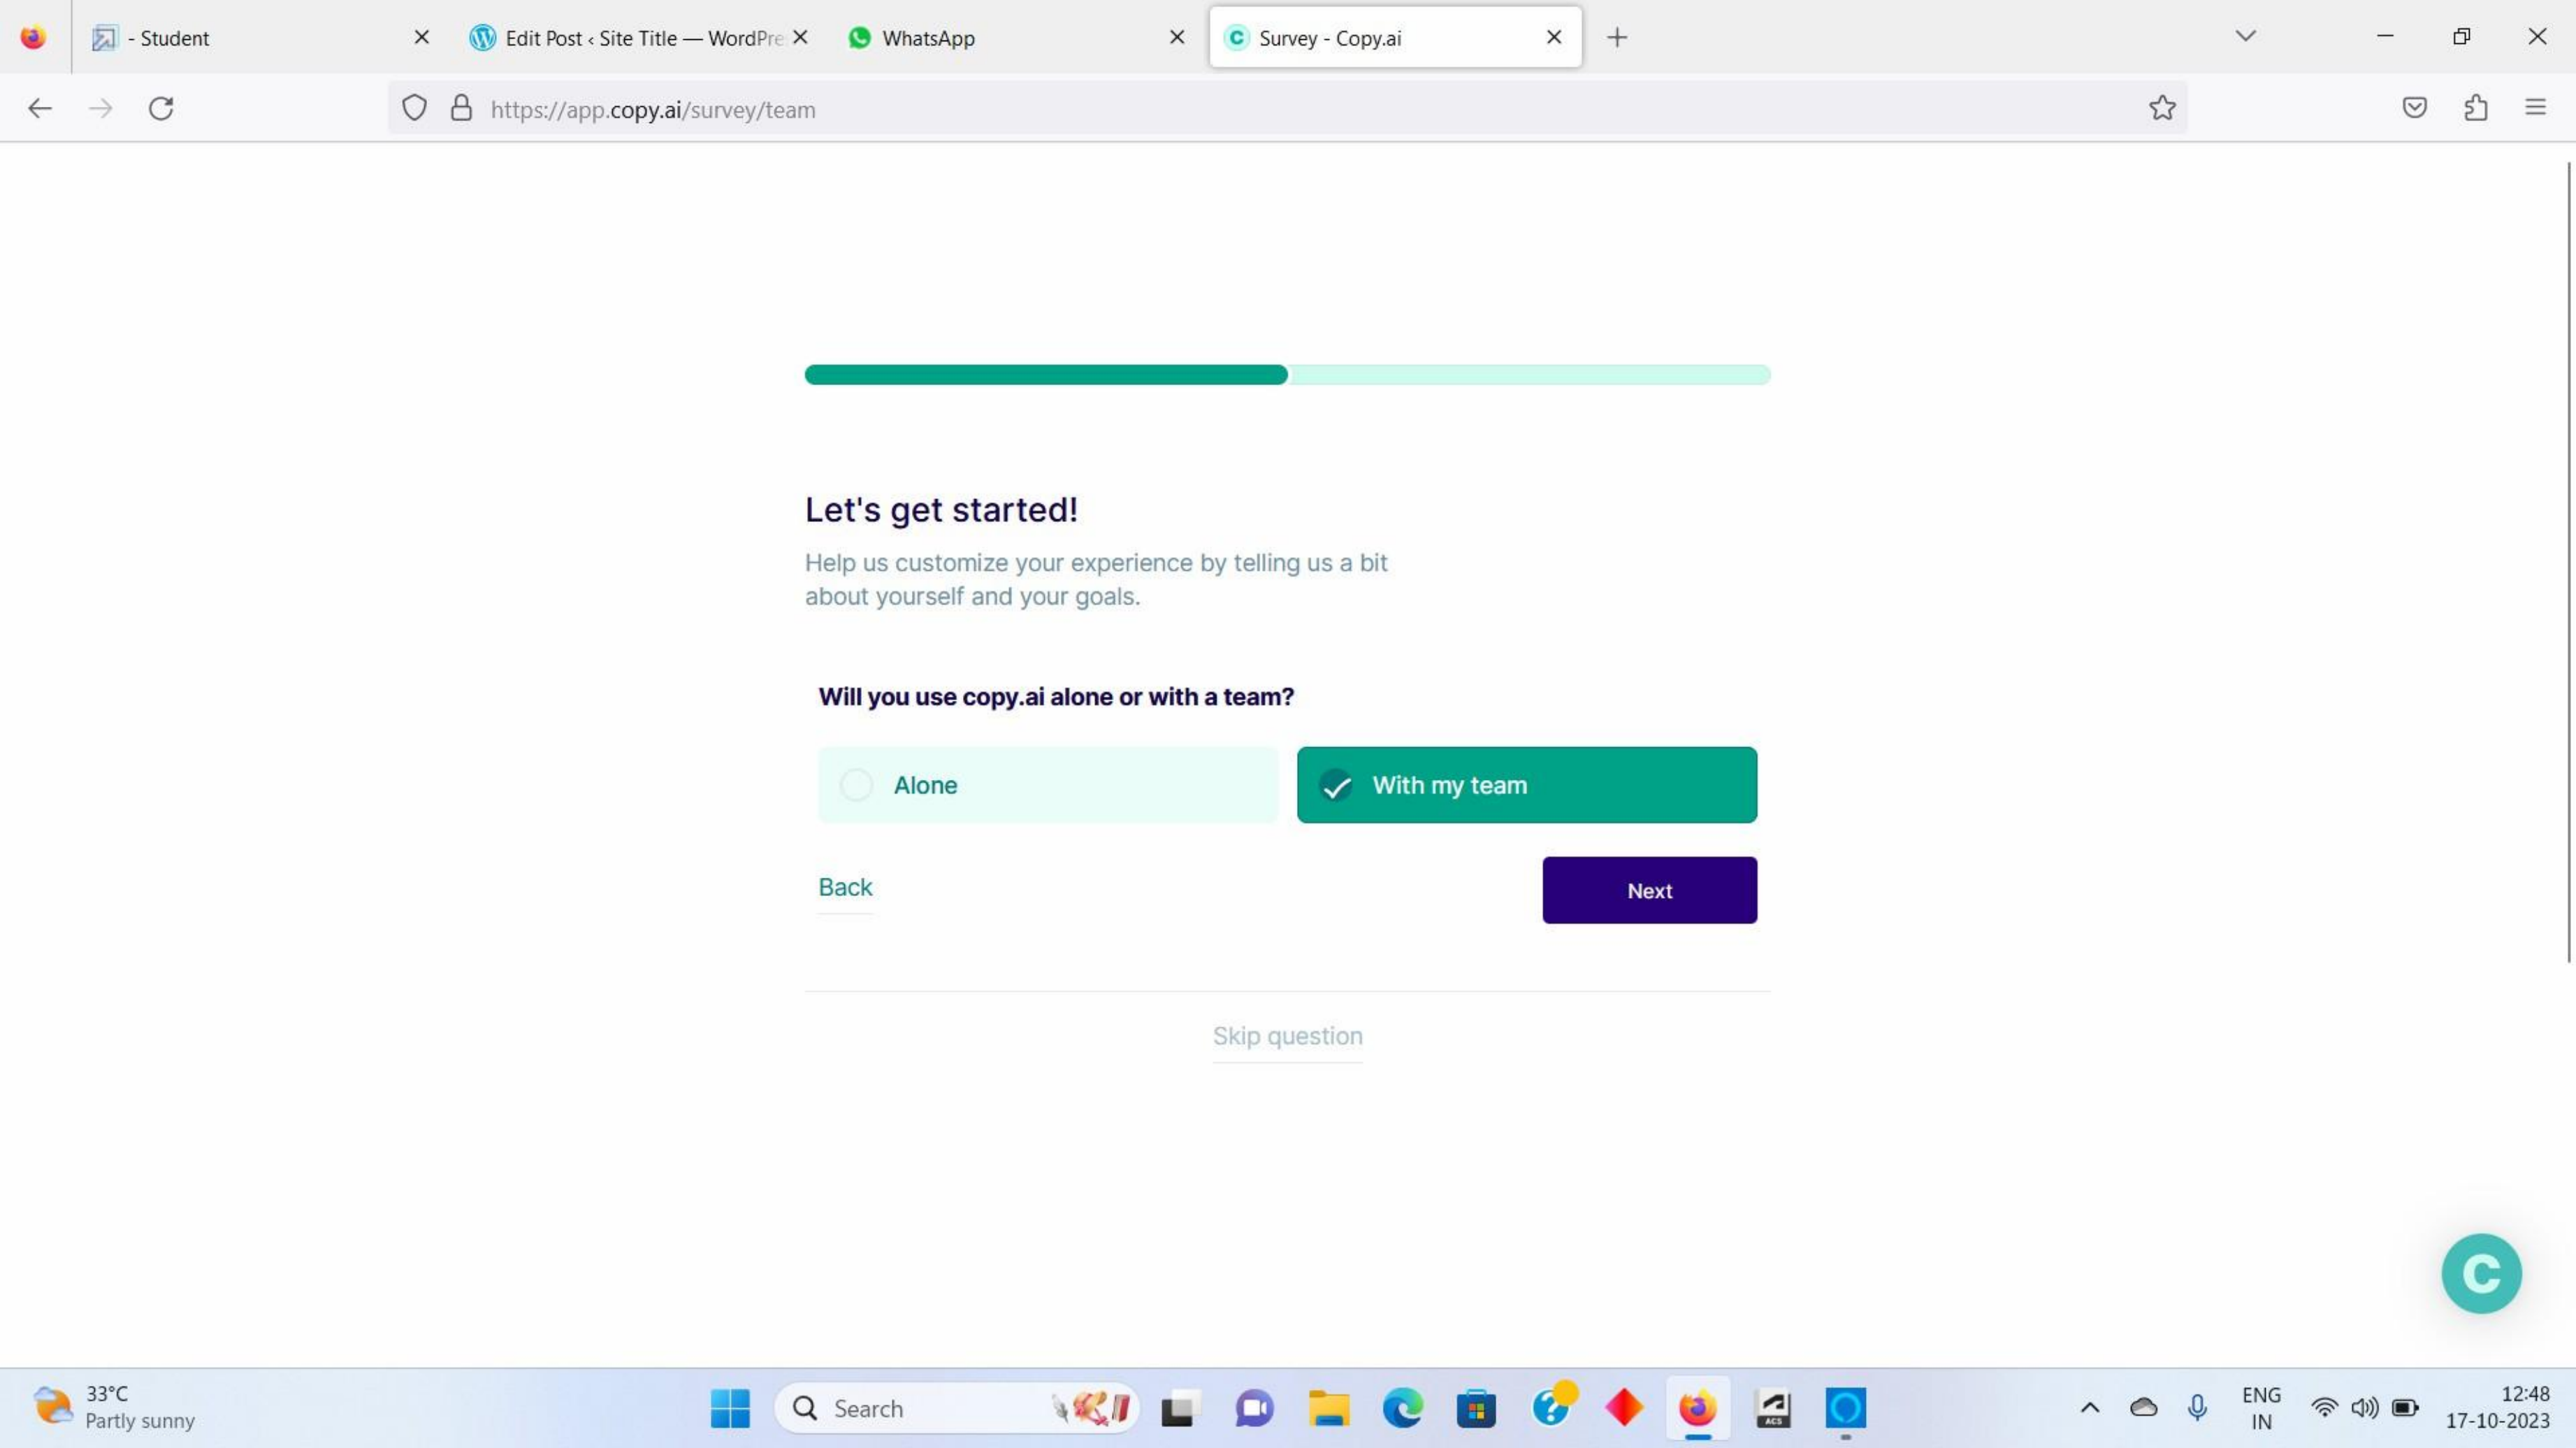 - Student
Edit Post ‹ Site Title — WordPre
WhatsApp
C Survey - Copy.ai
https://app.copy.ai/survey/team
Let's get started!
Help us customize your experience by telling us a bit
about yourself and your goals.
Will you use copy.ai alone or with a team?
Alone
With my team
Back
Next
Skip question
C
33°C
Partly sunny
Search
ACS
ENG
IN
12:48
17-10-2023